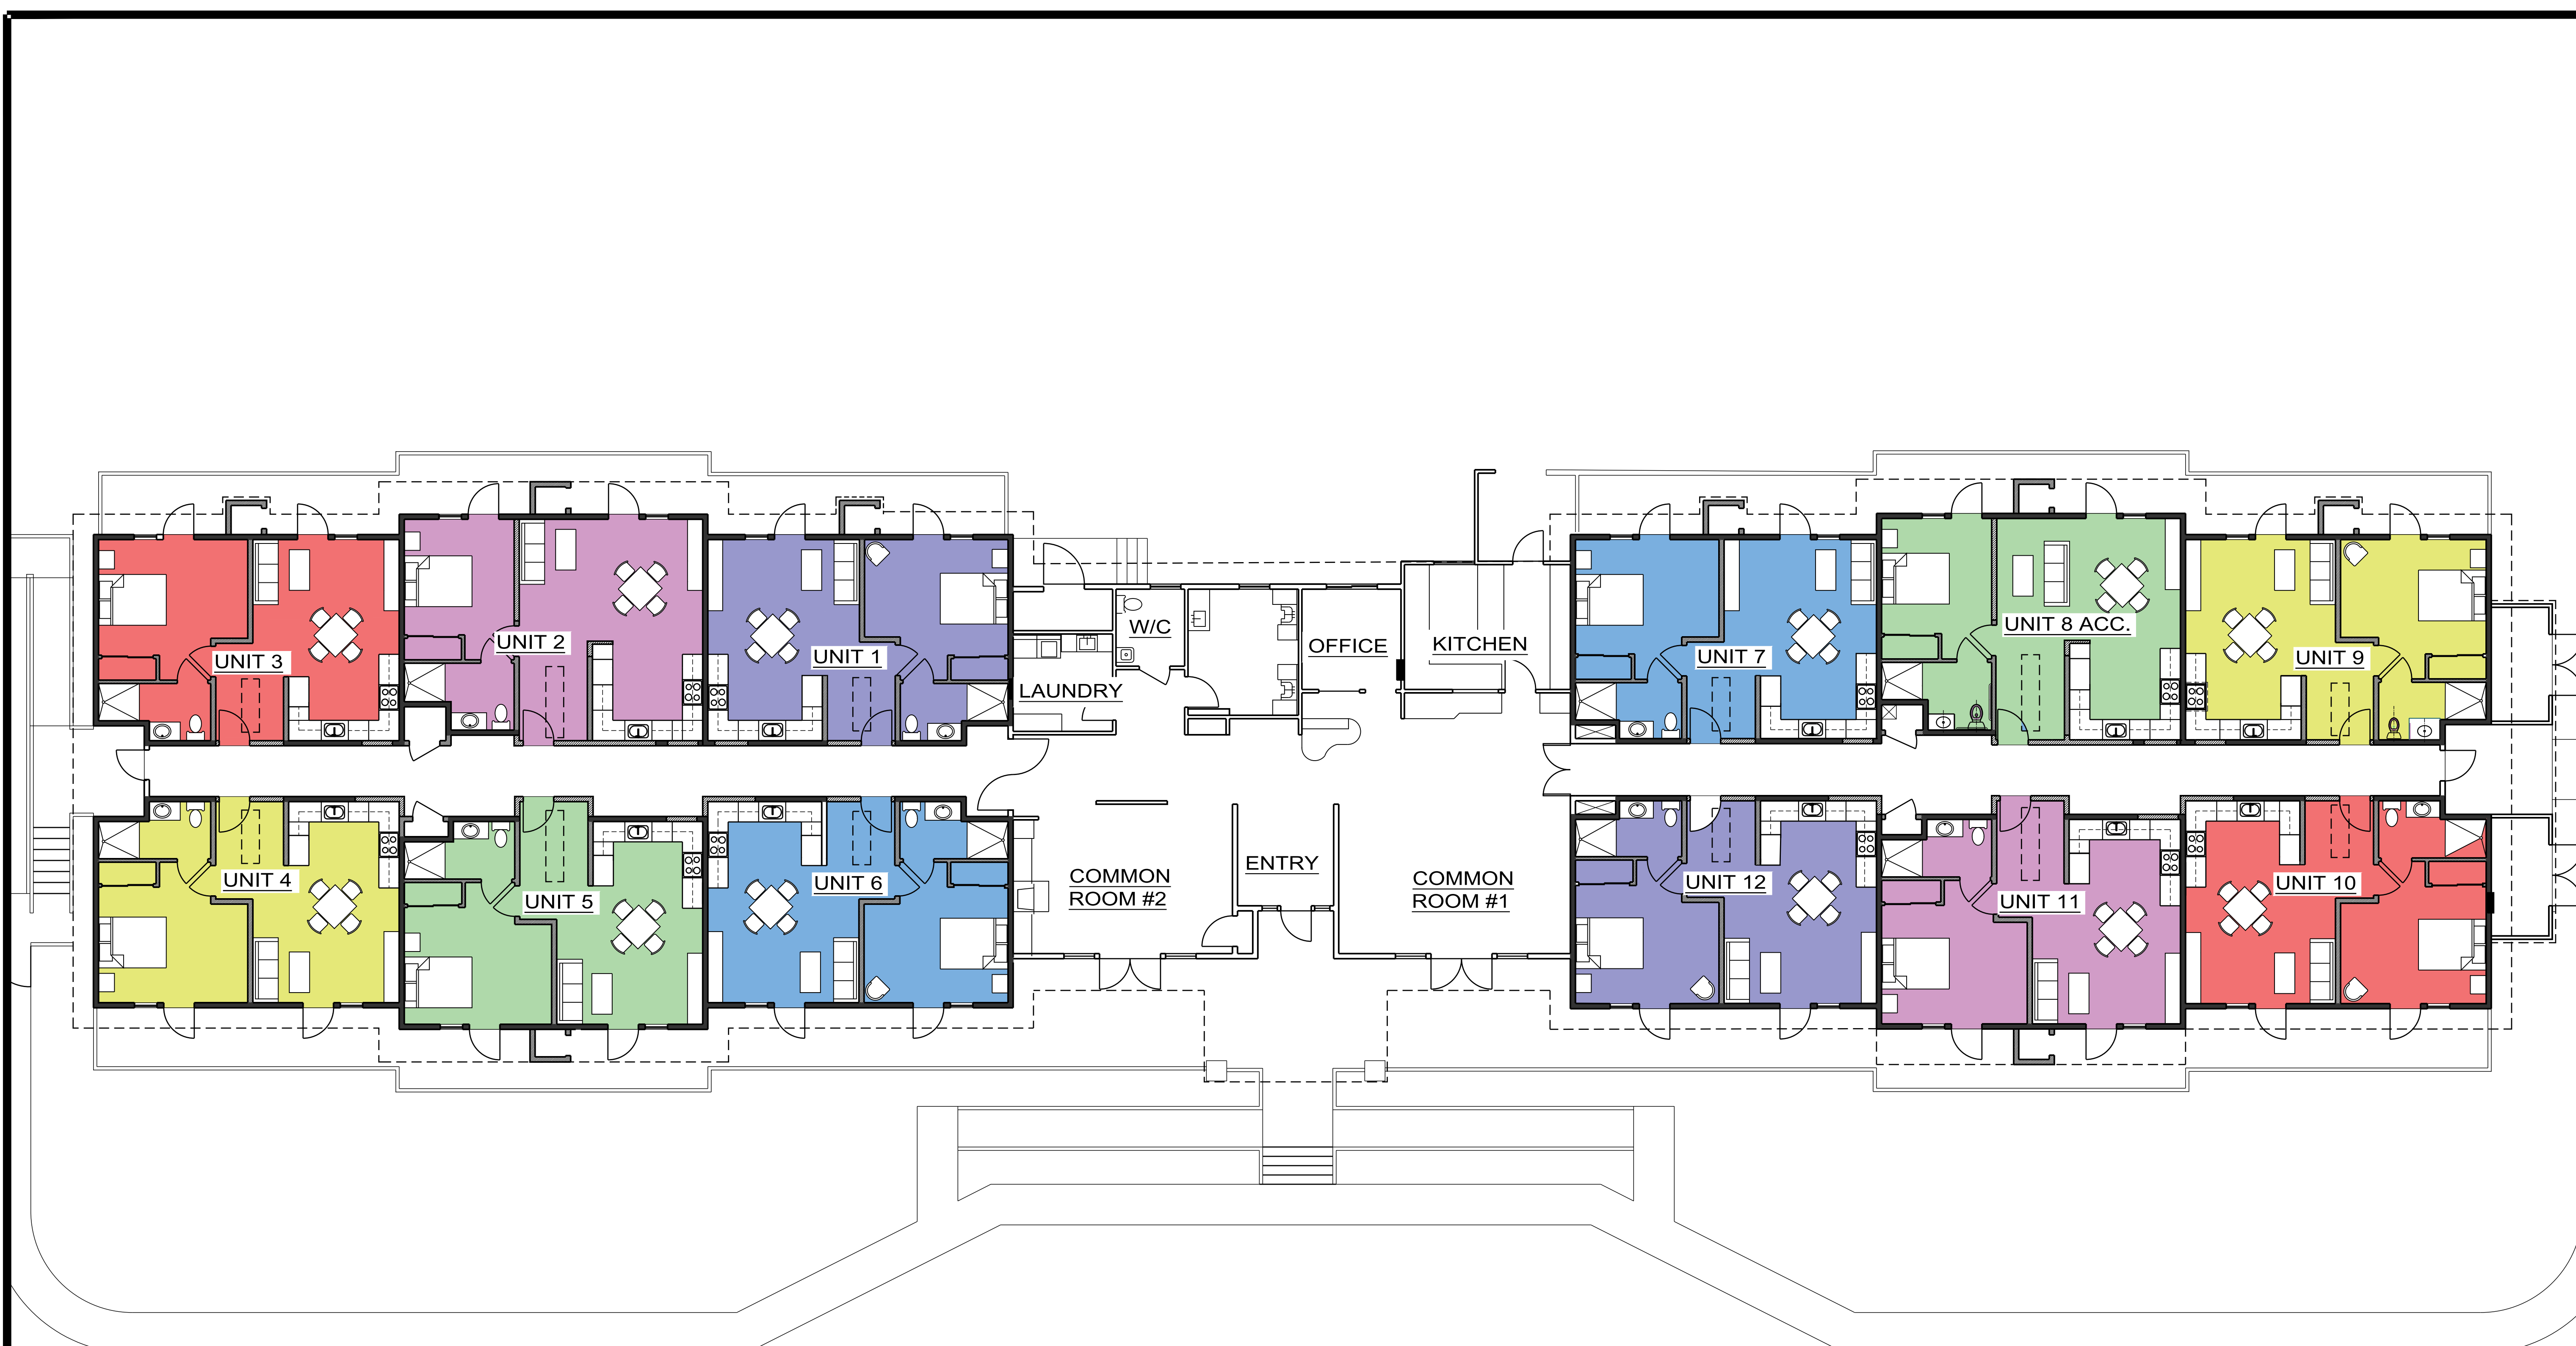 UNIT 3
UNIT 2
UNIT 1
LAUNDRY
W/C
OFFICE
KITCHEN
UNIT 7
UNIT 8 ACC.
UNIT 9
UNIT 4
UNIT 5
UNIT 6
COMMON
ROOM #2
ENTRY
COMMON
ROOM #1
UNIT 12
UNIT 11
UNIT 10